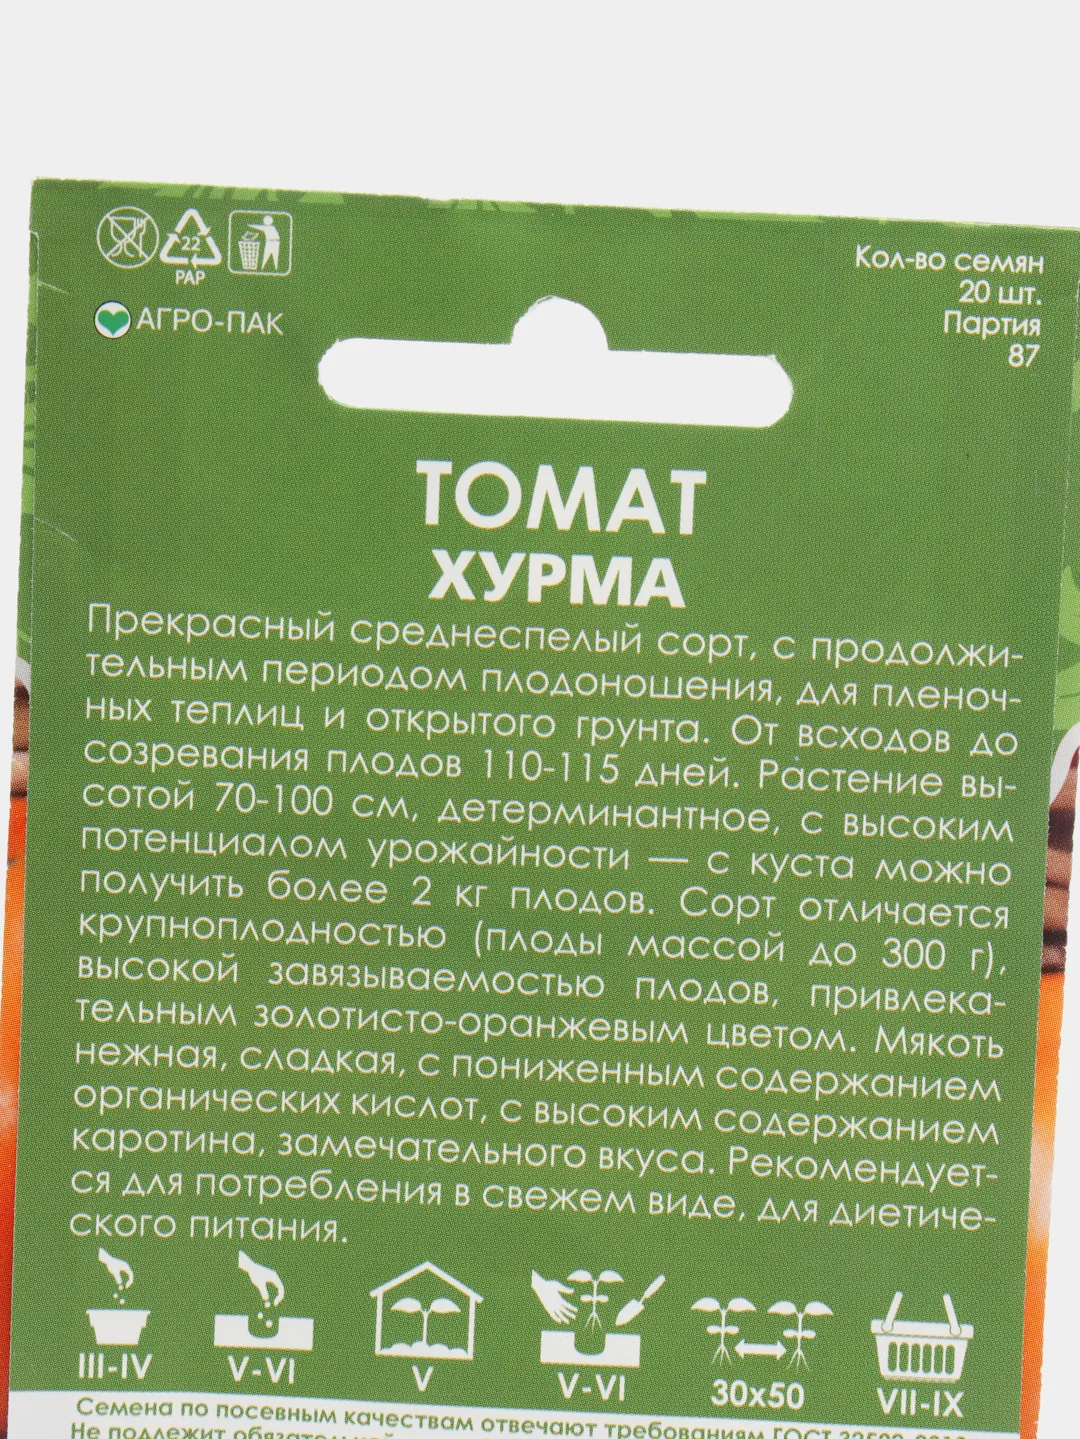 22
PAP
АГРО-ПАК
Кол-во семян
20 шт.
Партия
87
ТОМАТ
ХУРМА
Прекрасный среднеспелый сорт, с продолжи-
тельным периодом плодоношения, для пленоч-
ных теплиц и открытого грунта. От всходов до
созревания плодов 110-115 дней. Растение вы-
сотой 70-100 см, детерминантное, с высоким
потенциалом урожайности — с куста можно
получить более 2 кг плодов. Сорт отличается
крупноплодностью (плоды массой до 300 г),
высокой завязываемостью плодов, привлека-
тельным золотисто-оранжевым цветом. Мякоть
нежная, сладкая, с пониженным содержанием
органических кислот, с высоким содержанием
каротина, замечательного вкуса. Рекомендует-
ся для потребления в свежем виде, для диетиче-
ского питания.
III-IV
V-VI
V
V-VI
30х50
VII-IX
Семена по посевным качествам отвечают требованиям ГОСТ
Не подлежит обязательной